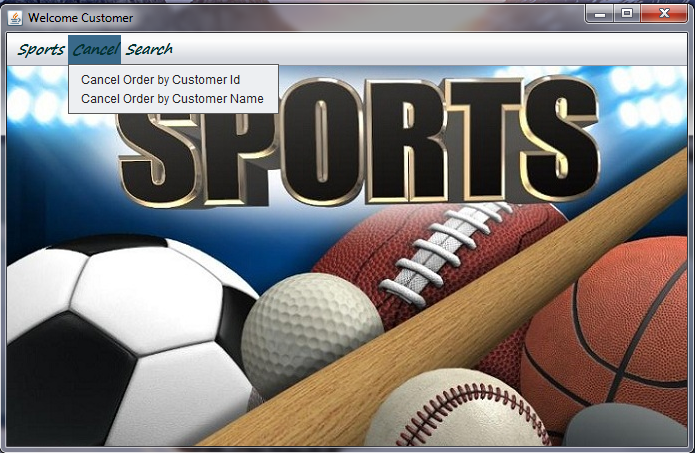 Welcome Customer
Sports Cancel Search
Cancel Order by Customer Id
Cancel Order by Customer Name
SPORTS